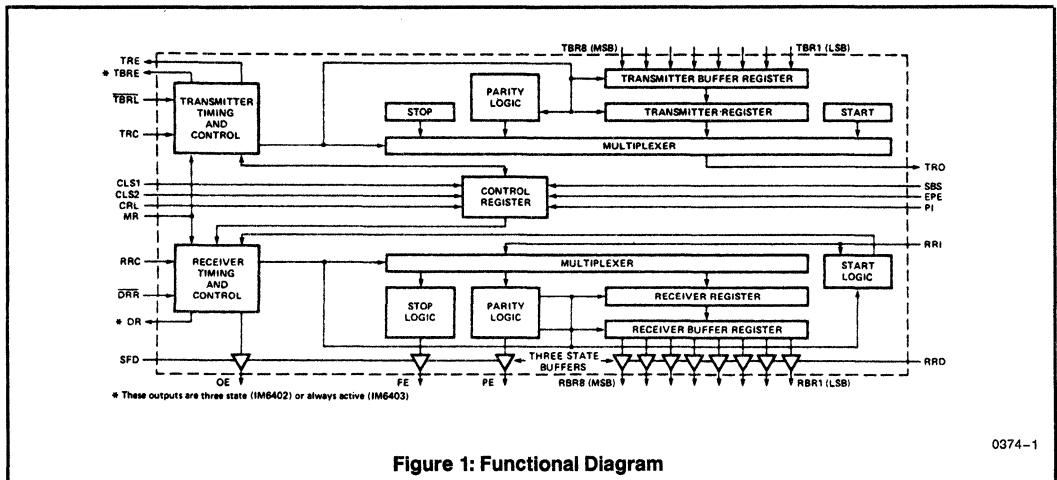 TBR8 (MSB) TBR1 (LSB)
TRE
* TBRE
TBRL
TRC
TRANSMITTER
TIMING
AND
CONTROL
PARITY
LOGIC
TRANSMITTER BUFFER REGISTER
STOP
TRANSMITTER REGISTER
START
MULTIPLEXER
TRO
CLS1
CLS2
CRL
MR
CONTROL
REGISTER
SBS
EPE
PI
RRI
RRC
DRR
* DR
RECEIVER
TIMING
AND
CONTROL
MULTIPLEXER
START
LOGIC
STOP
LOGIC
PARITY
LOGIC
RECEIVER REGISTER
RECEIVER BUFFER REGISTER
SFD
THREE STATE
BUFFERS
RRD
OE FE PE RBR8 (MSB) RBR1 (LSB)
* These outputs are three state (IM6402) or always active (IM6403)
0374-1
Figure 1: Functional Diagram